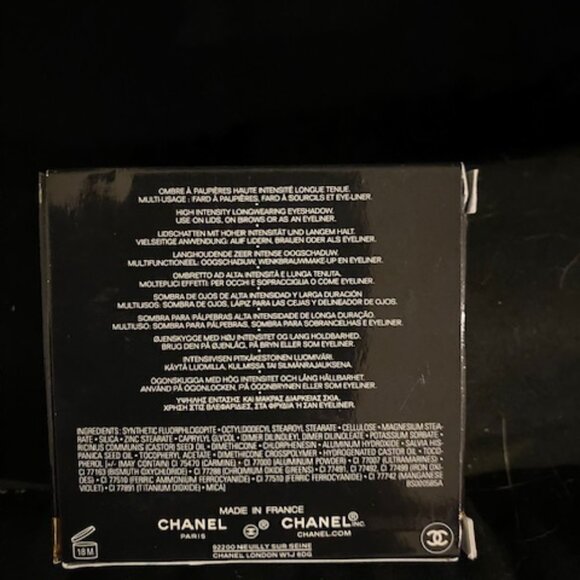 OMBRE À PAUPIÈRES HAUTE INTENSITÉ LONGUE TENUE.
MULTI-USAGE : FARD À PAUPIÈRES, FARD À SOURCILS ET EYE-LINER.
HIGH INTENSITY LONGWEARING EYESHADOW.
USE ON LIDS, ON BROWS OR AS AN EYELINER.
LIDSCHATTEN MIT HOHER INTENSITÄT UND LANGEM HALT.
VIELSEITIGE ANWENDUNG: AUF LIDERN, BRAUEN ODER ALS EYELINER.
LANGHOUDENDE ZEER INTENSE OOGSCHADUW.
MULTIFUNCTIONEEL: OOGSCHADUW, WENKBRAUWMAKE-UP EN EYELINER.
OMBRETTO AD ALTA INTENSITÀ E LUNGA TENUTA.
MOLTEPLICI EFFETTI: PER OCCHI E SOPRACCIGLIA O COME EYELINER.
SOMBRA DE OJOS DE ALTA INTENSIDAD Y LARGA DURACIÓN
MULTIUSOS: SOMBRA DE OJOS, LÁPIZ PARA LAS CEJAS Y DELINEADOR DE OJOS.
SOMBRA PARA PÁLPEBRAS ALTA INTENSIDADE DE LONGA DURAÇÃO.
MULTIUSO: SOMBRA PARA PÁLPEBRAS, SOMBRA PARA SOBRANCELHAS E EYELINER.
ØJENSKYGGE MED HØJ INTENSITET OG LANG HOLDBARHED.
BRUG DEN PÅ ØJENLÅG, PÅ BRYN ELLER SOM EYELINER.
INTENSIIVISEN PITKÄKESTOINEN LUOMIVÄRI.
KÄYTÄ LUOMILLA, KULMISSA TAI SILMÄNRAJAUKSENA.
ÖGONSKUGGA MED HÖG INTENSITET OCH LÅNG HÅLLBARHET.
ANVÄND PÅ ÖGONLOCKEN, PÅ ÖGONBRYNEN ELLER SOM EYELINER.
ΥΨΗΛΗΣ ΕΝΤΑΣΗΣ ΚΑΙ ΜΑΚΡΑΣ ΔΙΑΡΚΕΙΑΣ ΣΚΙΑ.
ΧΡΗΣΗ ΣΤΙΣ ΒΛΕΦΑΡΙΔΕΣ, ΣΤΑ ΦΡΥΔΙΑ Ή ΣΑΝ EYELINER.
INGREDIENTS: SYNTHETIC FLUORPHLOGOPITE • OCTYLDODECYL STEAROYL STEARATE • CELLULOSE • MAGNESIUM STEA-
RATE • SILICA • ZINC STEARATE • CAPRYLYL GLYCOL • DIMER DILINOLEYL DIMER DILINOLEATE • POTASSIUM SORBATE
RICINUS COMMUNIS (CASTOR) SEED OIL • DIMETHICONE • CHLORPHENESIN • ALUMINUM HYDROXIDE • SALVIA HIS-
PANICA SEED OIL • TOCOPHERYL ACETATE • DIMETHICONE CROSSPOLYMER • HYDROGENATED CASTOR OIL • TOCO-
PHEROL [+/- (MAY CONTAIN) CI 75470 (CARMINE) • CI 77000 (ALUMINUM POWDER) • CI 77007 (ULTRAMARINES) •
CI 77163 (BISMUTH OXYCHLORIDE) • CI 77288 (CHROMIUM OXIDE GREENS) • CI 77491, CI 77492, CI 77499 (IRON OXI-
DES) • CI 77510 (FERRIC AMMONIUM FERROCYANIDE) • CI 77510 (FERRIC FERROCYANIDE) • CI 77742 (MANGANESE
VIOLET) • CI 77891 (TITANIUM DIOXIDE) • MICA]
MADE IN FRANCE
CHANEL CHANEL® INC.
PARIS CHANEL.COM
92200 NEUILLY SUR SEINE
CHANEL LONDON W1J 6DG
18 M